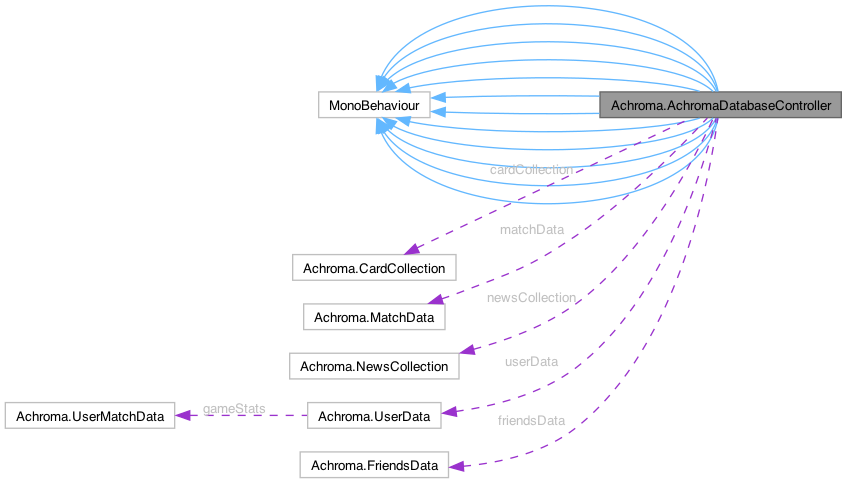 MonoBehaviour
Achroma.AchromaDatabaseController
cardCollection
matchData
Achroma.CardCollection
newsCollection
Achroma.MatchData
userData
Achroma.NewsCollection
gameStats
Achroma.UserMatchData
Achroma.UserData
friendsData
Achroma.FriendsData